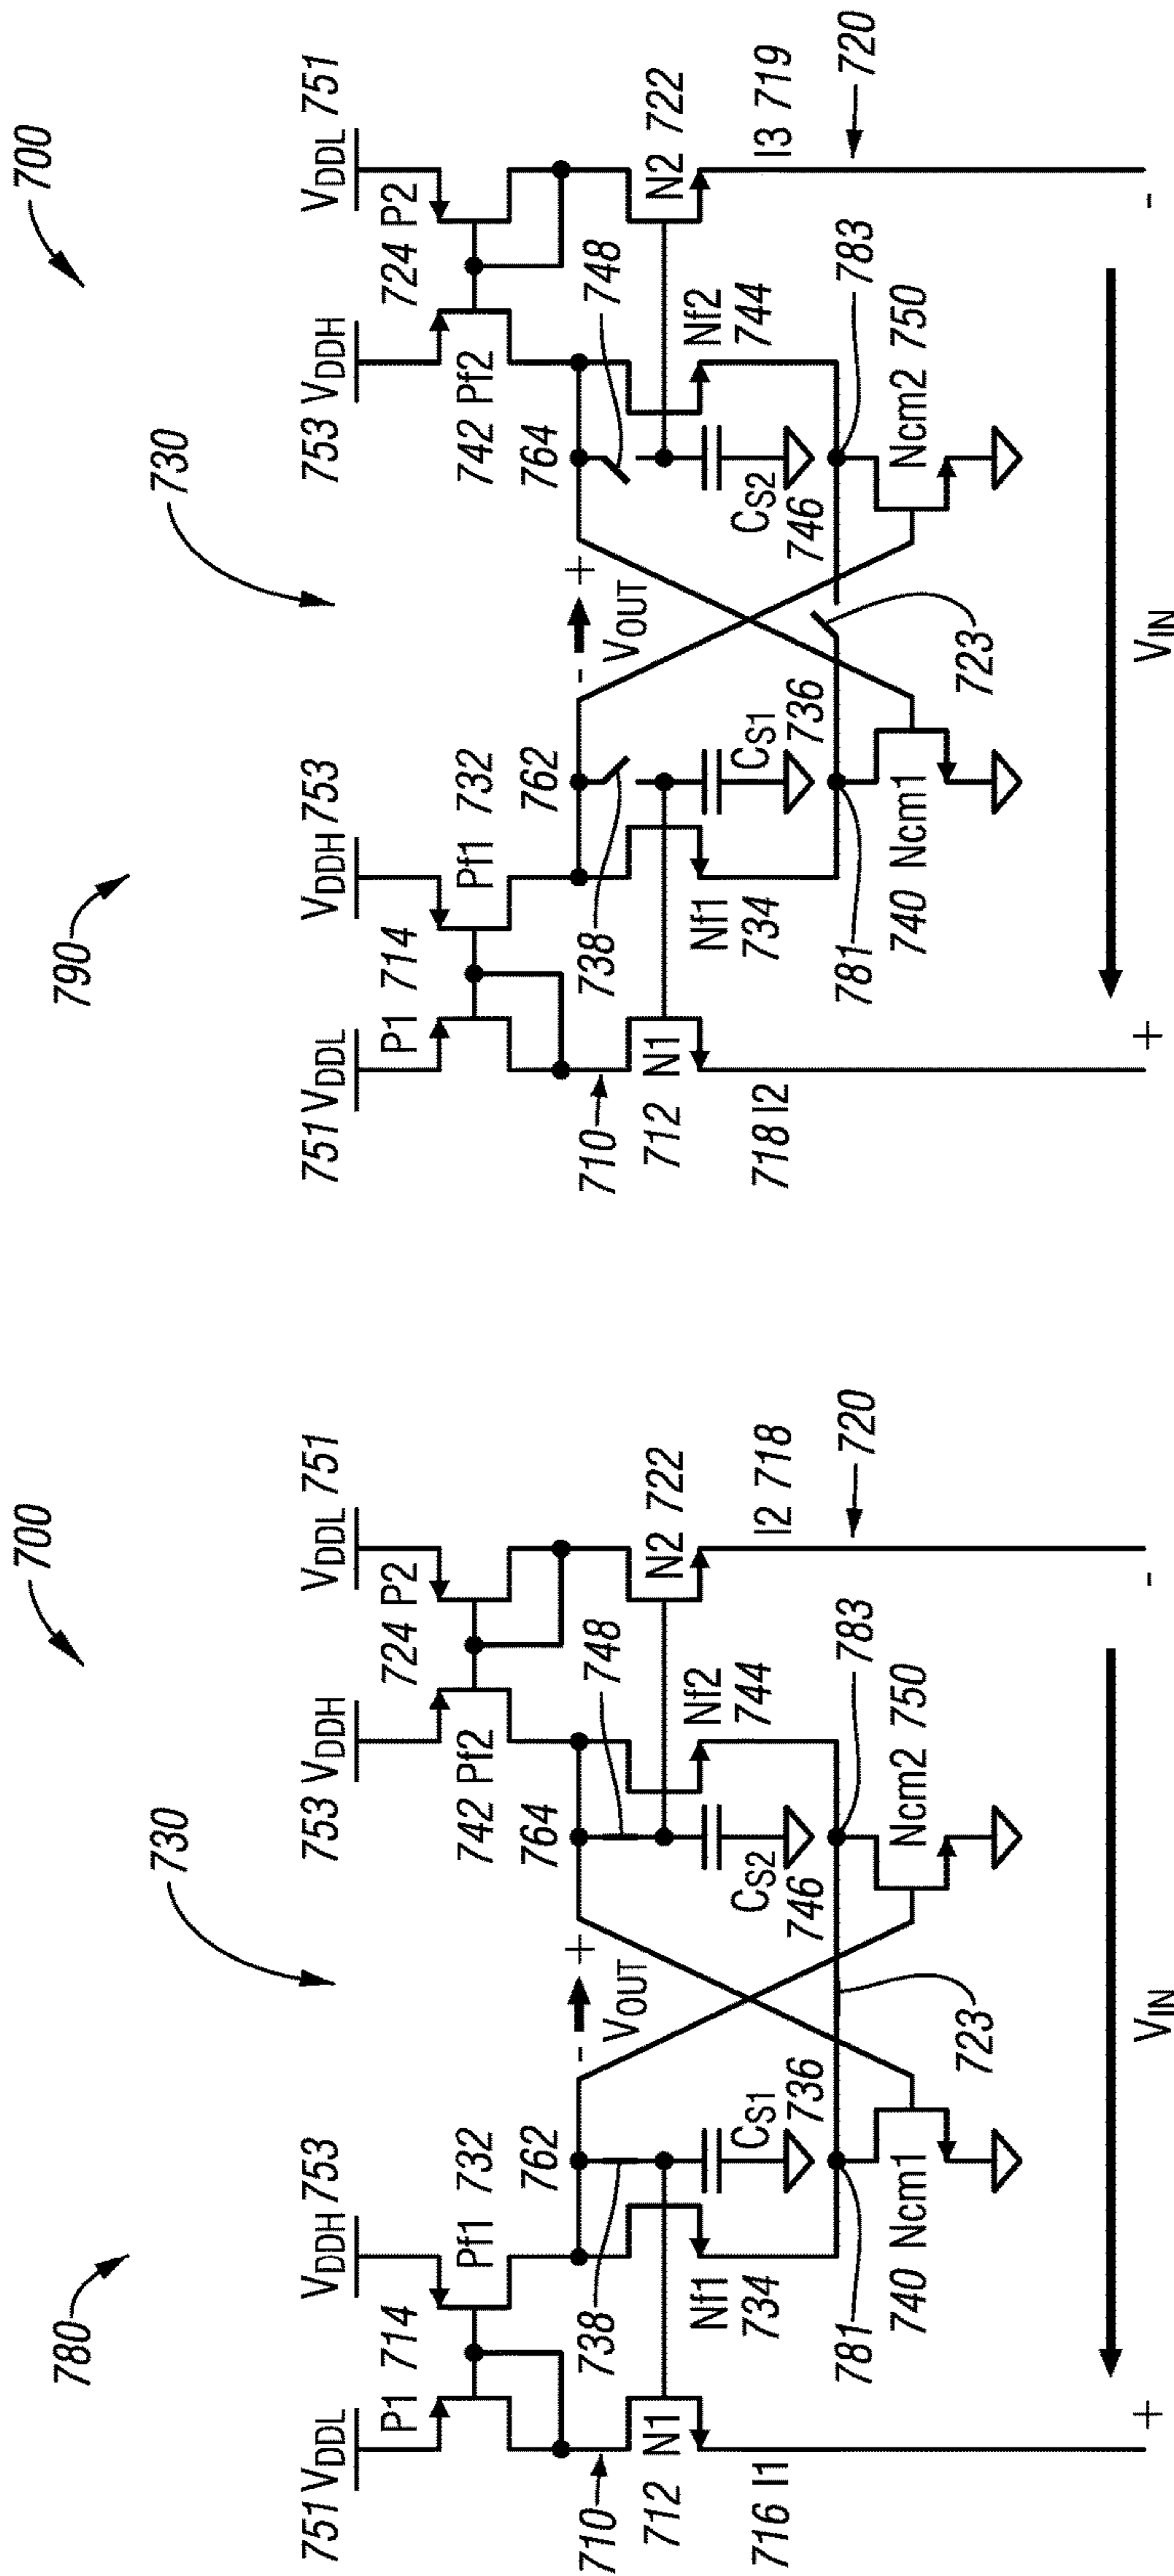 780
700
730
751 VDDL
VDDH 753
753 VDDH
VDDL 751
P1 714
Pf1 732
742 Pf2
724 P2
762
764
- VOUT +
710
738
748
712 N1
N2 722
Nf1 734
CS1 736
CS2 746
Nf2 744
716 I1
I2 718
720
781
740 Ncm1
723
Ncm2 750
783
+ VIN -
790
700
730
751 VDDL
VDDH 753
753 VDDH
VDDL 751
P1 714
Pf1 732
742 Pf2
724 P2
762
764
- VOUT +
710
738
748
712 N1
N2 722
Nf1 734
CS1 736
CS2 746
Nf2 744
718 I2
I3 719
720
781
740 Ncm1
723
Ncm2 750
783
+ VIN -